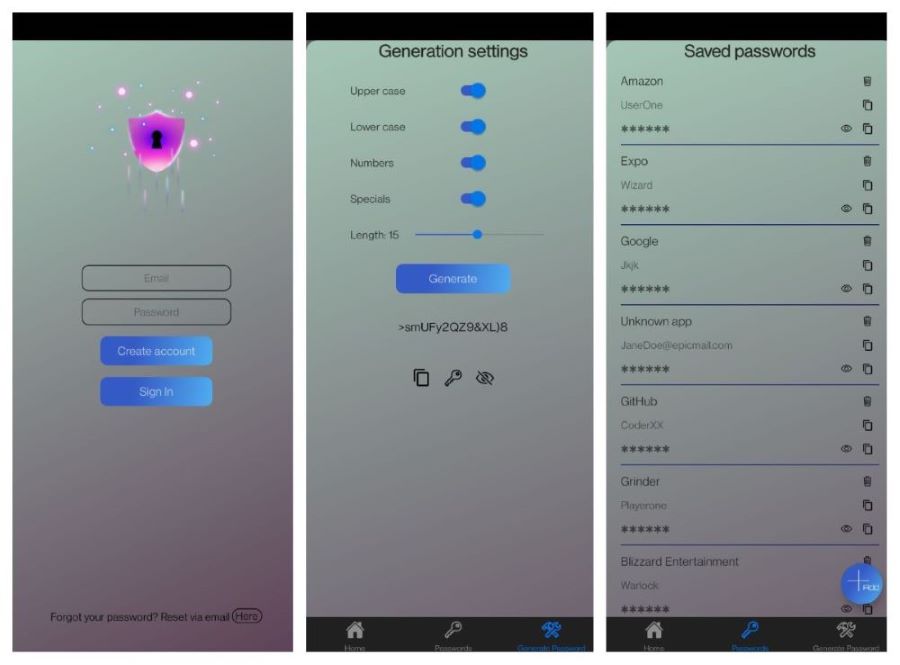 Email
Password
Create account
Sign In
Forgot your password? Reset via email Here
Generation settings
Upper case
Lower case
Numbers
Specials
Length: 15
Generate
>smUFy2QZ9&XL)8
Home
Passwords
Generate Password
Saved passwords
Amazon
UserOne
******
Expo
Wizard
******
Google
Jkjk
******
Unknown app
JaneDoe@epicmail.com
******
GitHub
CoderXX
******
Grinder
Playerone
******
Blizzard Entertainment
Warlock
******
Add
Home
Passwords
Generate Password